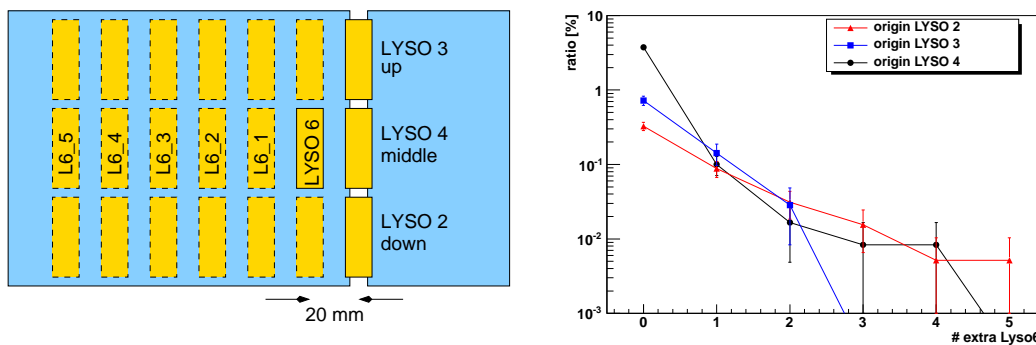 LYSO 3
up
L6_5
L6_4
L6_3
L6_2
L6_1
LYSO 6
LYSO 4
middle
LYSO 2
down
20 mm
ratio [%]
10
1
10-1
10-2
10-3
origin LYSO 2
origin LYSO 3
origin LYSO 4
0 1 2 3 4 5
# extra Lyso6